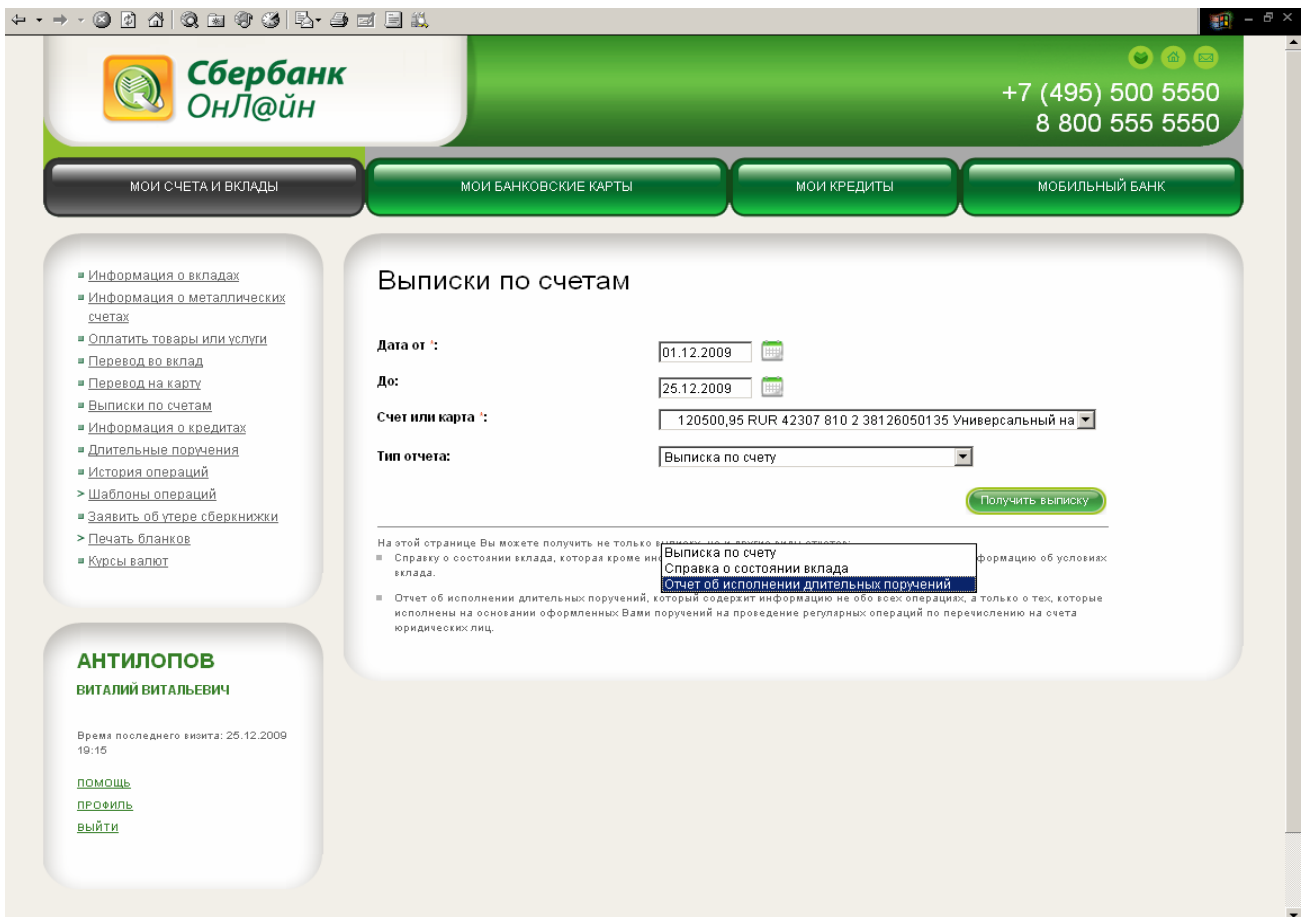 Сбербанк
ОнЛ@йн
+7 (495) 500 5550
8 800 555 5550
МОИ СЧЕТА И ВКЛАДЫ
МОИ БАНКОВСКИЕ КАРТЫ
МОИ КРЕДИТЫ
МОБИЛЬНЫЙ БАНК
Информация о вкладах
Информация о металлических
счетах
Оплатить товары или услуги
Перевод во вклад
Перевод на карту
Выписки по счетам
Информация о кредитах
Длительные поручения
История операций
> Шаблоны операций
Заявить об утере сберкнижки
> Печать бланков
Курсы валют
АНТИЛОПОВ
ВИТАЛИЙ ВИТАЛЬЕВИЧ
Время последнего визита: 25.12.2009
19:15
ПОМОЩЬ
ПРОФИЛЬ
ВЫЙТИ
Выписки по счетам
Дата от *:
01.12.2009
До:
25.12.2009
Счет или карта *:
120500,95 RUR 42307 810 2 38126050135 Универсальный на
Тип отчета:
Выписка по счету
Получить выписку
На этой странице Вы можете получить не только
Выписка по счету
Справку о состоянии вклада, которая кроме
Справка о состоянии вклада
об условиях
вклада.
Отчет об исполнении длительных поручений
Отчет об исполнении длительных поручений, который содержит информацию не обо всех операциях, а только о тех, которые
исполнены на основании оформленных Вами поручений на проведение регулярных операций по перечислению на счета
юридических лиц.